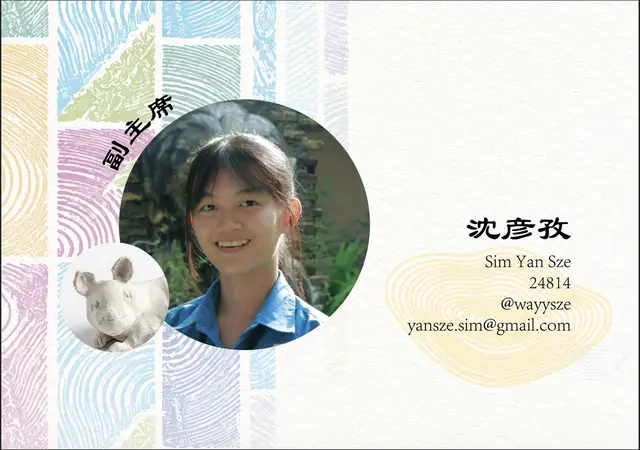 副主席
沈彦孜
Sim Yan Sze
24814
@wayysze
yansze.sim@gmail.com